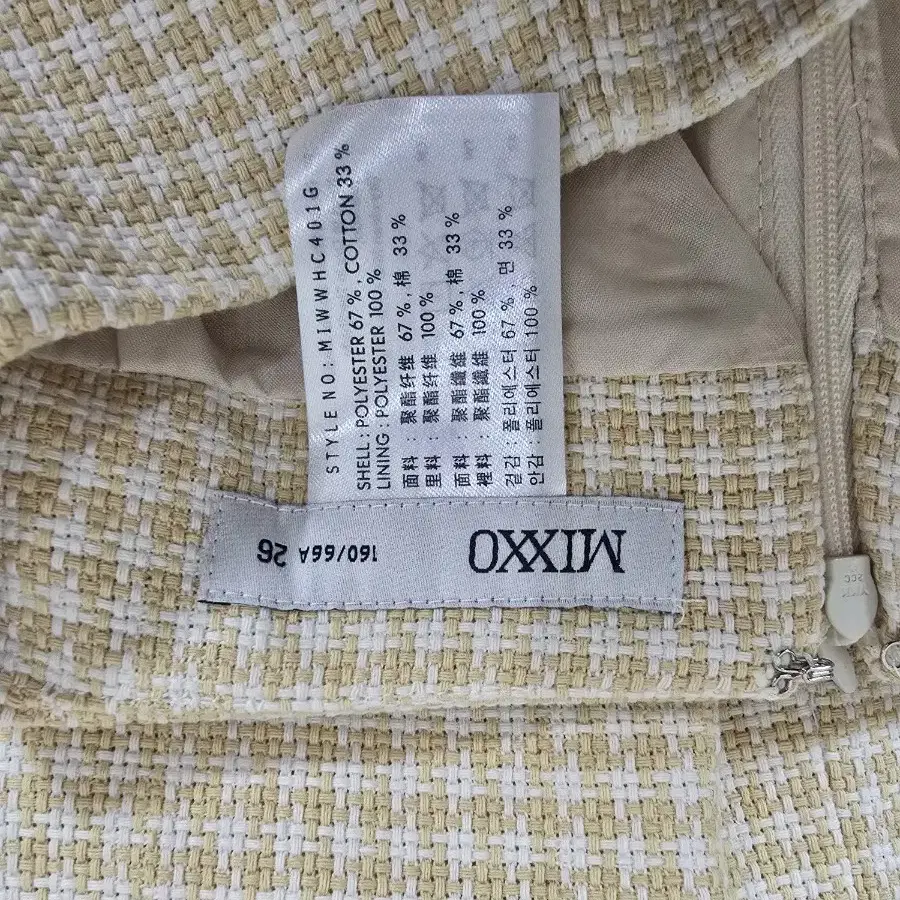 STYLE NO: MIWWHC401G
SHELL: POLYESTER 67 %, COTTON 33 %
LINING: POLYESTER 100 %
面料 : 聚酯纤维 67 %, 棉 33 %
里料 : 聚酯纤维 100 %
面料 : 聚酯纖維 67 %, 棉 33 %
裡料 : 聚酯纖維 100 %
겉감 : 폴리에스터 67 %, 면 33 %
안감 : 폴리에스터 100 %
MIXXO
160/66A 26